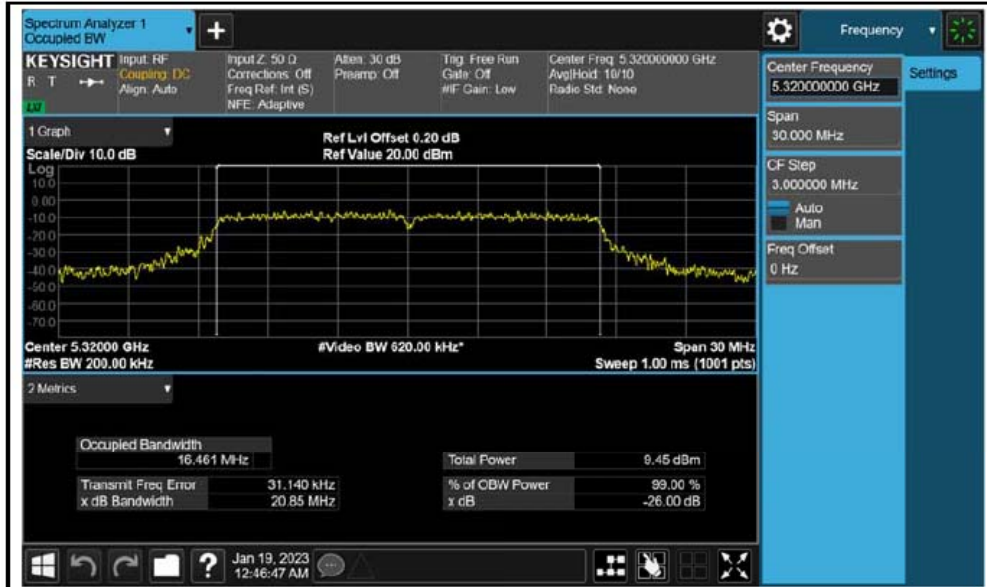 Spectrum Analyzer 1
Occupied BW
Frequency
KEYSIGHT
R T
LXI
Input: RF
Coupling: DC
Align: Auto
Input Z: 50 Ω
Corrections: Off
Freq Ref: Int (S)
NFE: Adaptive
Atten: 30 dB
Preamp: Off
Trig: Free Run
Gate: Off
#IF Gain: Low
Center Freq: 5.320000000 GHz
Avg|Hold: 10/10
Radio Std: None
Center Frequency
5.320000000 GHz
Settings
Span
30.000 MHz
CF Step
3.000000 MHz
Auto
Man
Freq Offset
0 Hz
1 Graph
Scale/Div 10.0 dB
Ref Lvl Offset 0.20 dB
Ref Value 20.00 dBm
Log
10.0
0.00
-10.0
-20.0
-30.0
-40.0
-50.0
-60.0
-70.0
Center 5.32000 GHz
#Res BW 200.00 kHz
#Video BW 620.00 kHz*
Span 30 MHz
Sweep 1.00 ms (1001 pts)
2 Metrics
Occupied Bandwidth
16.461 MHz
Total Power 9.45 dBm
Transmit Freq Error 31.140 kHz
% of OBW Power 99.00 %
x dB Bandwidth 20.85 MHz
x dB -26.00 dB
?
Jan 19, 2023
12:46:47 AM